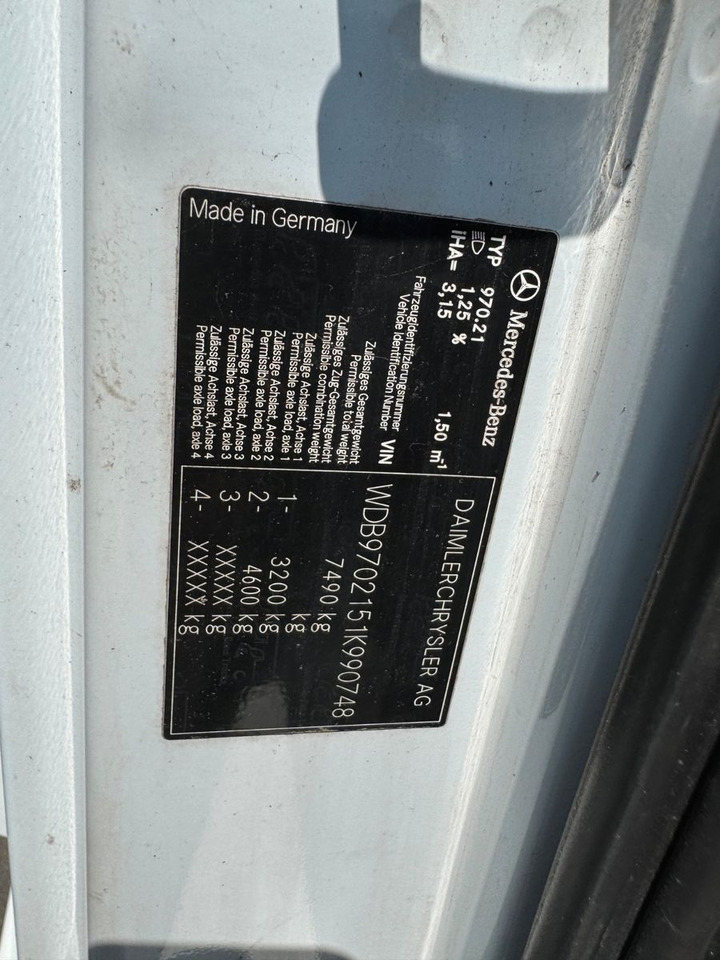 Mercedes-Benz
DAIMLERCHRYSLER AG
TYP 970.21
1,25 % 1,50 m-1
iHA= 3,15
Fahrzeugidentifizierungsnummer
Vehicle Identification Number VIN WDB9702151K990748
Zulässiges Gesamtgewicht
Permissible total weight 7490 kg
Zulässiges Zug-Gesamtgewicht
Permissible combination weight kg
Zulässige Achslast, Achse 1
Permissible axle load, axle 1 1- 3200 kg
Zulässige Achslast, Achse 2
Permissible axle load, axle 2 2- 4600 kg
Zulässige Achslast, Achse 3
Permissible axle load, axle 3 3- XXXXX kg
Zulässige Achslast, Achse 4
Permissible axle load, axle 4 4- XXXXX kg
Made in Germany